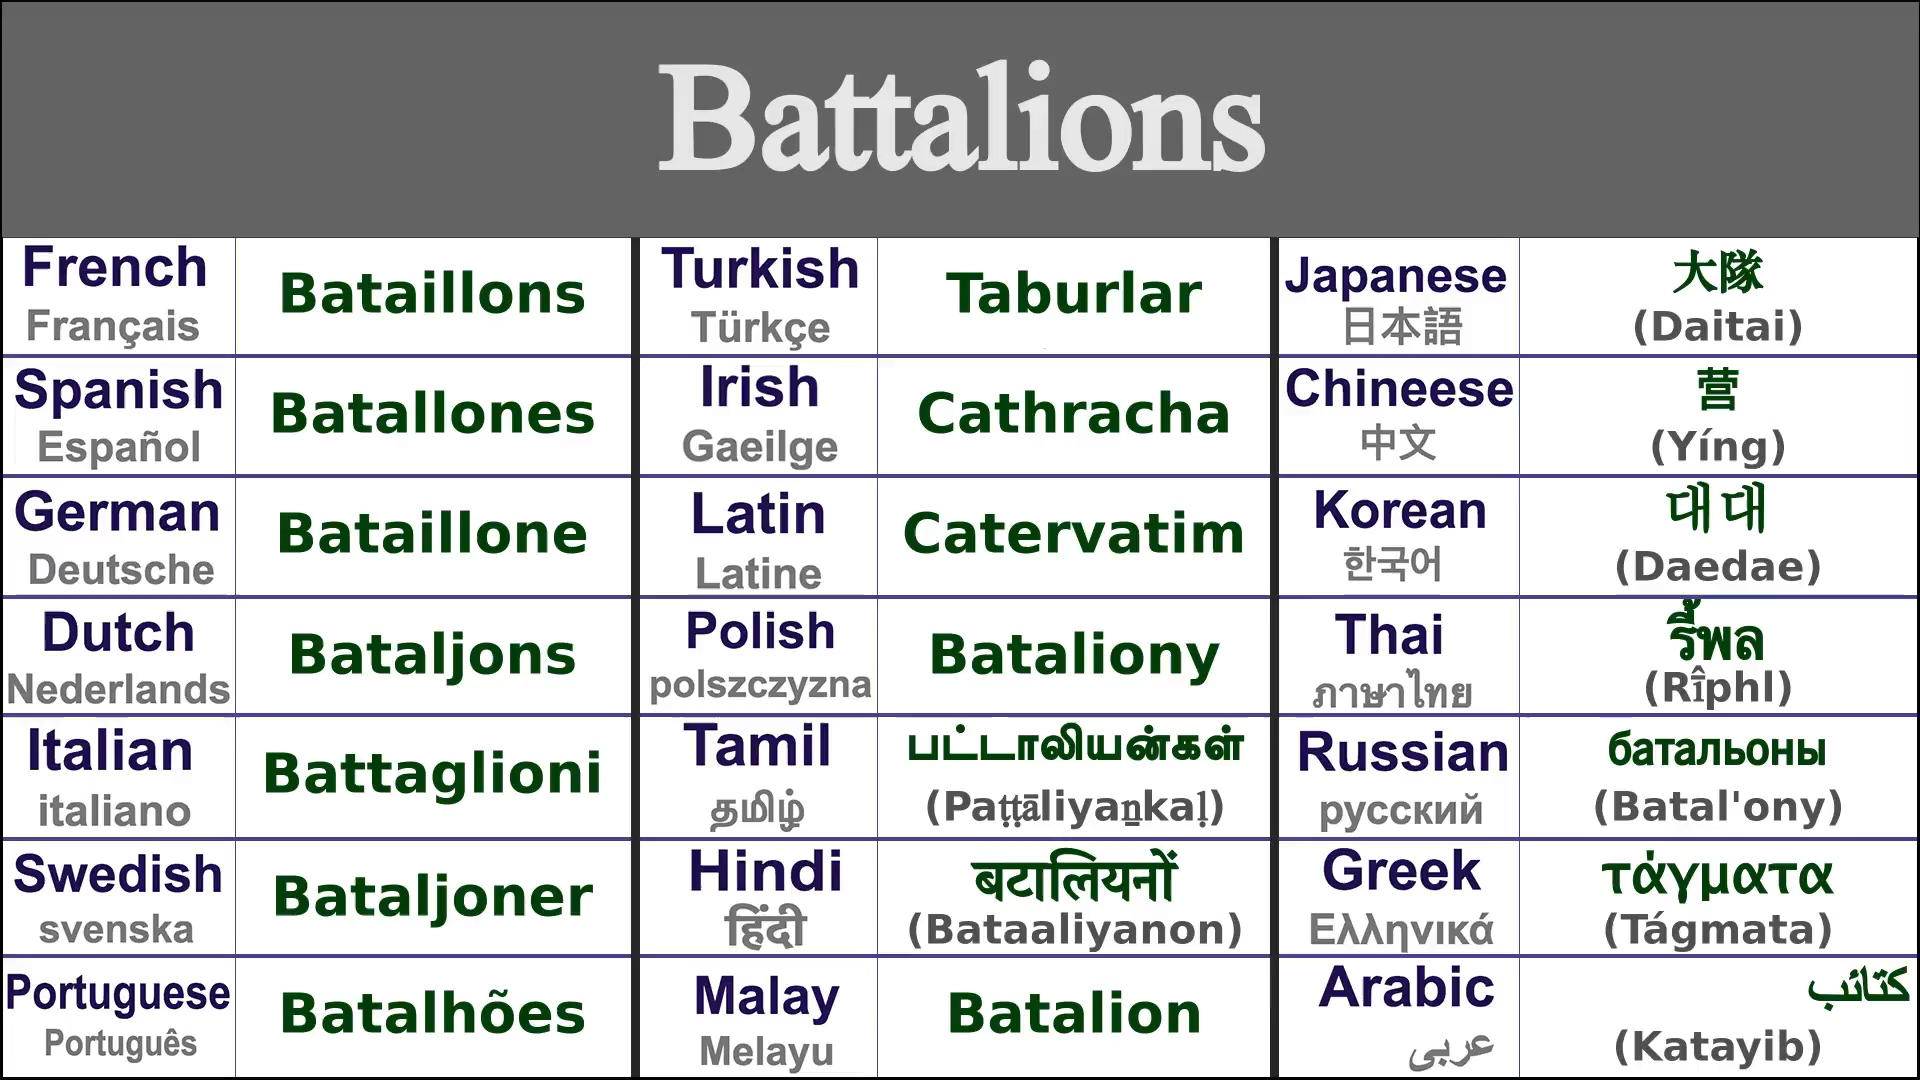 Battalions
French
Français
Bataillons
Turkish
Türkçe
Taburlar
Japanese
日本語
大隊
(Daitai)
Spanish
Español
Batallones
Irish
Gaeilge
Cathracha
Chineese
中文
营
(Yíng)
German
Deutsche
Bataillone
Latin
Latine
Catervatim
Korean
한국어
대대
(Daedae)
Dutch
Nederlands
Bataljons
Polish
polszczyzna
Bataliony
Thai
ภาษาไทย
รี้พล
(Rī̂phl)
Italian
italiano
Battaglioni
Tamil
தமிழ்
பட்டாலியன்கள்
(Paṭṭāliyaṉkaḷ)
Russian
русский
батальоны
(Batal'ony)
Swedish
svenska
Bataljoner
Hindi
हिंदी
बटालियनों
(Bataaliyanon)
Greek
Ελληνικά
τάγματα
(Tágmata)
Portuguese
Português
Batalhões
Malay
Melayu
Batalion
Arabic
عربى
كتائب
(Katayib)